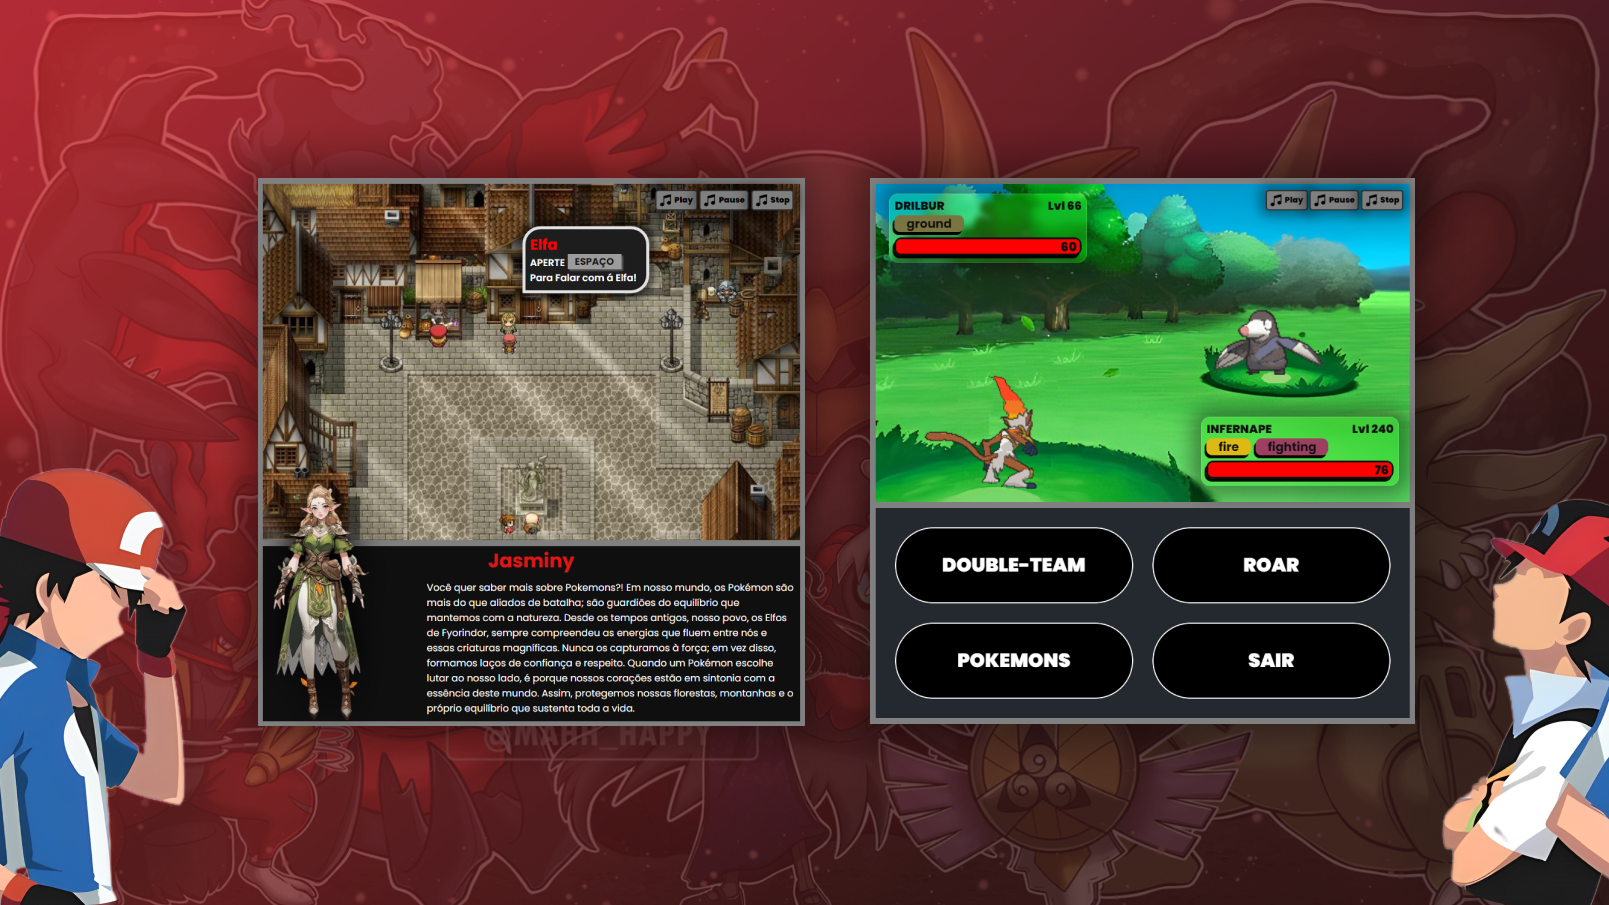 Play Pause Stop
Elfa
APERTE ESPAÇO
Para Falar com á Elfa!
Jasminy
Você quer saber mais sobre Pokemons?! Em nosso mundo, os Pokémon são
mais do que aliados de batalha; são guardiões do equilíbrio que
mantemos com a natureza. Desde os tempos antigos, nosso povo, os Elfos
de Fyorindor, sempre compreendeu as energias que fluem entre nós e
essas criaturas magníficas. Nunca os capturamos à força; em vez disso,
formamos laços de confiança e respeito. Quando um Pokémon escolhe
lutar ao nosso lado, é porque nossos corações estão em sintonia com a
essência deste mundo. Assim, protegemos nossas florestas, montanhas e o
próprio equilíbrio que sustenta toda a vida.
@MAHR_HAPPY
Play Pause Stop
DRILBUR Lvl 66
ground
60
INFERNAPE Lvl 240
fire fighting
76
DOUBLE-TEAM ROAR
POKEMONS SAIR